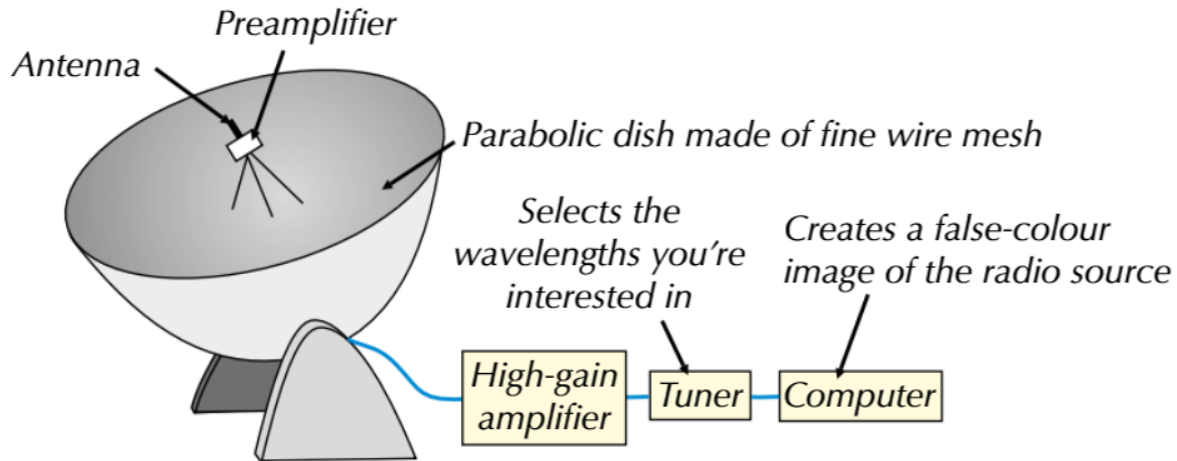 Preamplifier
Antenna
Parabolic dish made of fine wire mesh
Selects the
wavelengths you're
interested in
Creates a false-colour
image of the radio source
High-gain
amplifier
Tuner
Computer